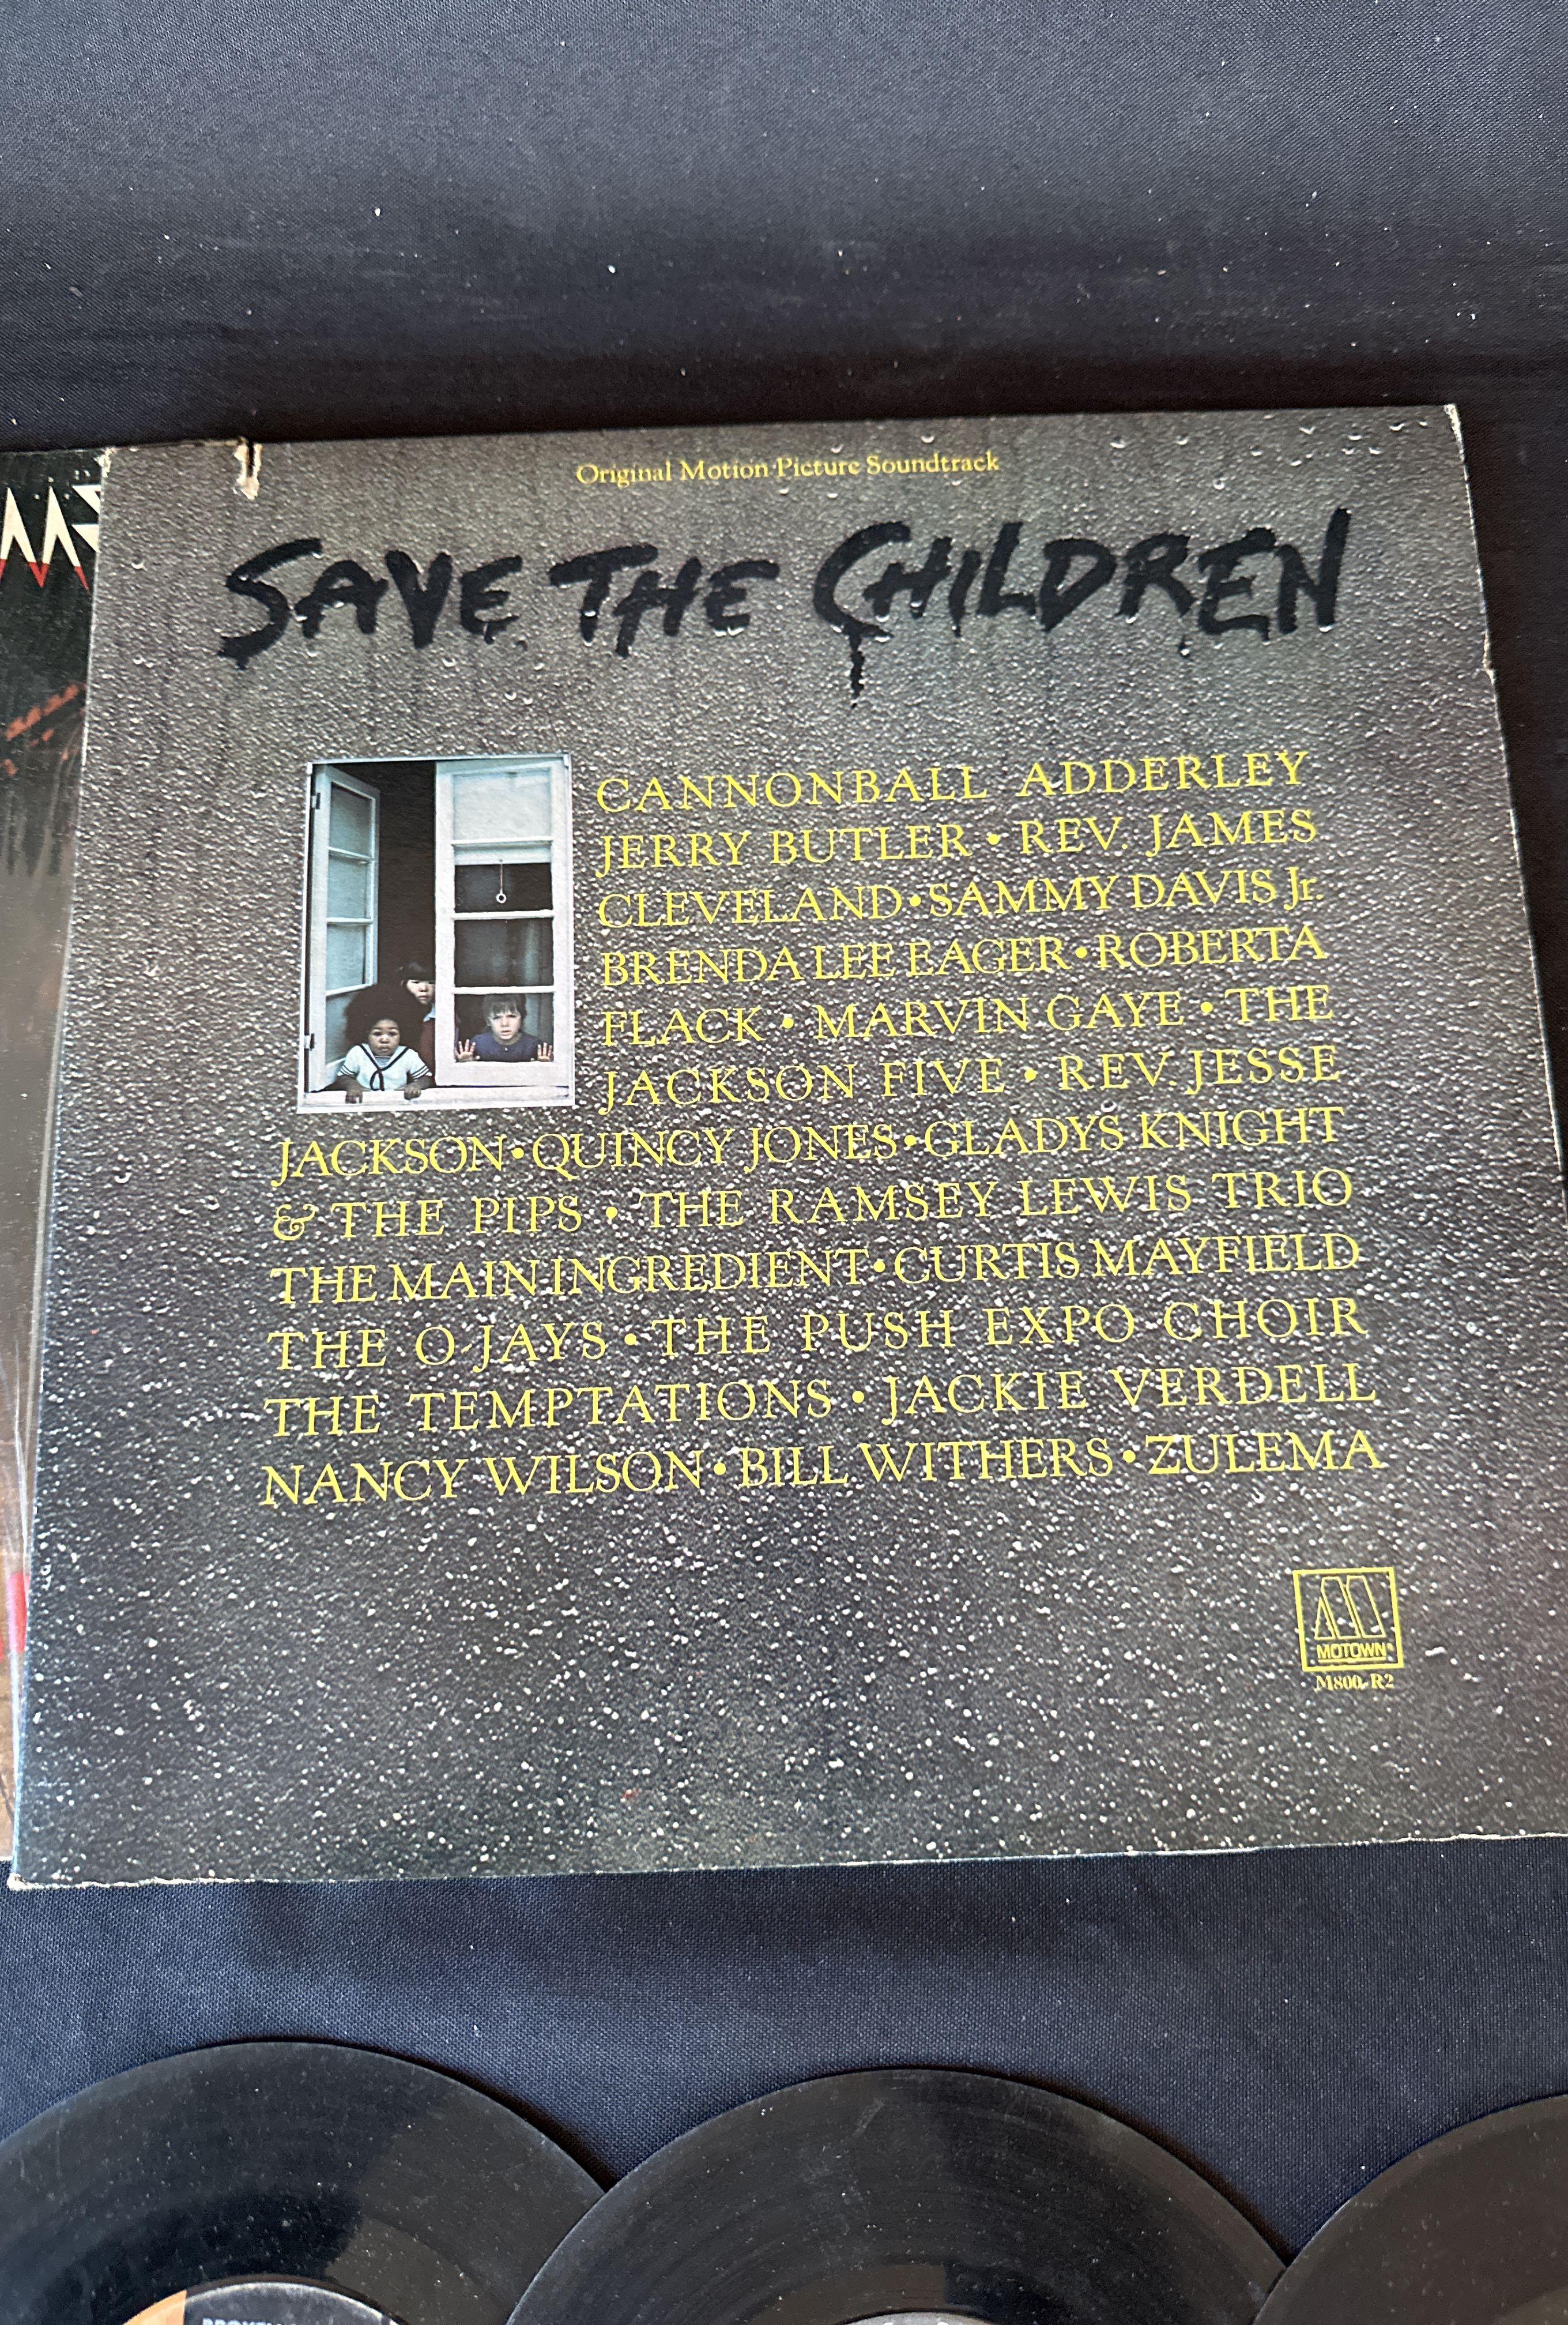 Original Motion Picture Soundtrack
SAVE THE CHILDREN
CANNONBALL ADDERLEY
JERRY BUTLER • REV. JAMES
CLEVELAND • SAMMY DAVIS Jr.
BRENDA LEE EAGER • ROBERTA
FLACK • MARVIN GAYE • THE
JACKSON FIVE • REV. JESSE
JACKSON • QUINCY JONES • GLADYS KNIGHT
& THE PIPS • THE RAMSEY LEWIS TRIO
THE MAIN INGREDIENT • CURTIS MAYFIELD
THE O'JAYS • THE PUSH EXPO CHOIR
THE TEMPTATIONS • JACKIE VERDELL
NANCY WILSON • BILL WITHERS • ZULEMA
MOTOWN
M800-R2